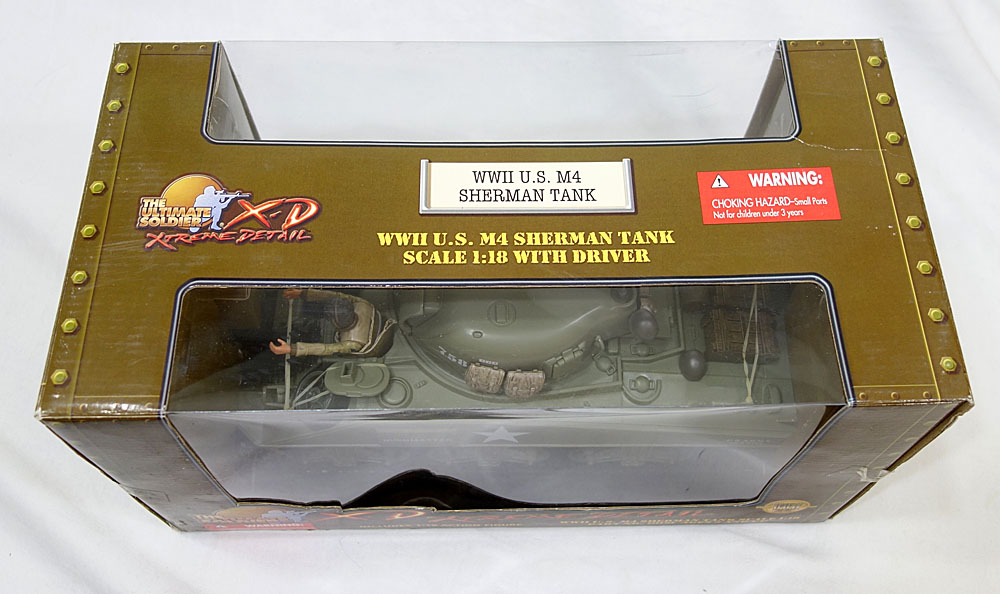 WWII U.S. M4
SHERMAN TANK
THE
ULTIMATE
SOLDIER
X-D
XTREME DETAIL
WARNING:
CHOKING HAZARD-Small Parts
Not for children under 3 years
WWII U.S. M4 SHERMAN TANK
SCALE 1:18 WITH DRIVER
THE
X-D